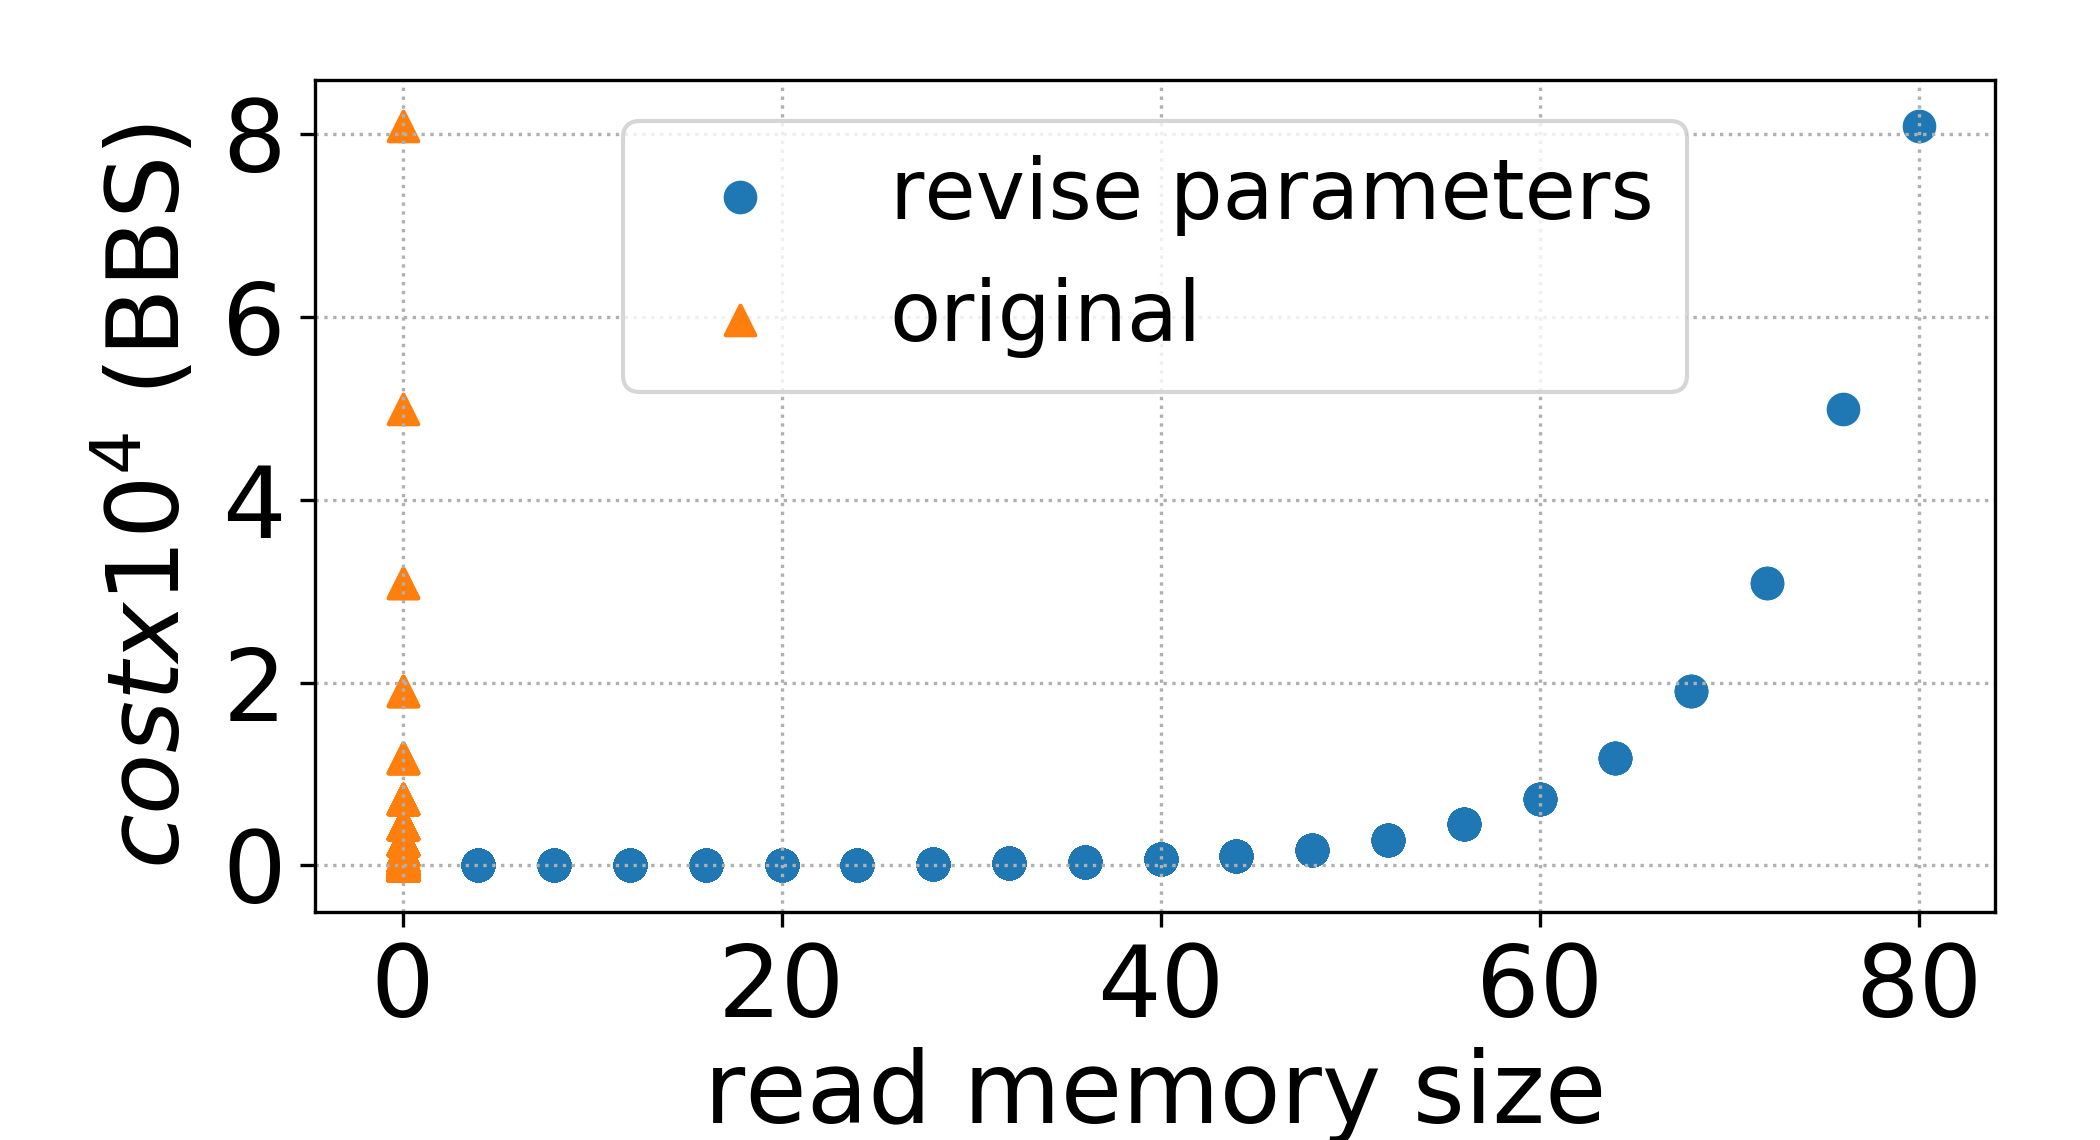 costx10⁴ (BBS)
8
6
4
2
0
revise parameters
original
0 20 40 60 80
read memory size